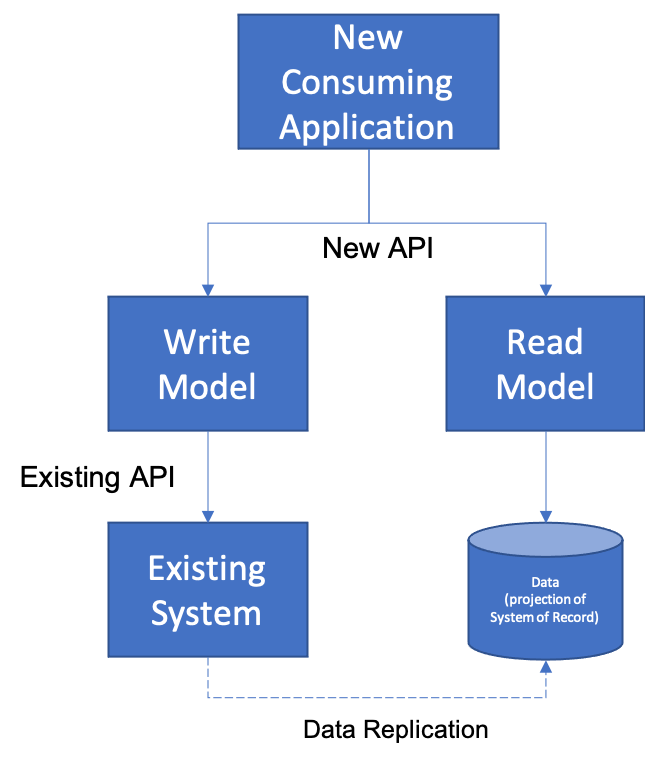 New
Consuming
Application
New API
Write
Model
Read
Model
Existing API
Existing
System
Data
(projection of
System of Record)
Data Replication